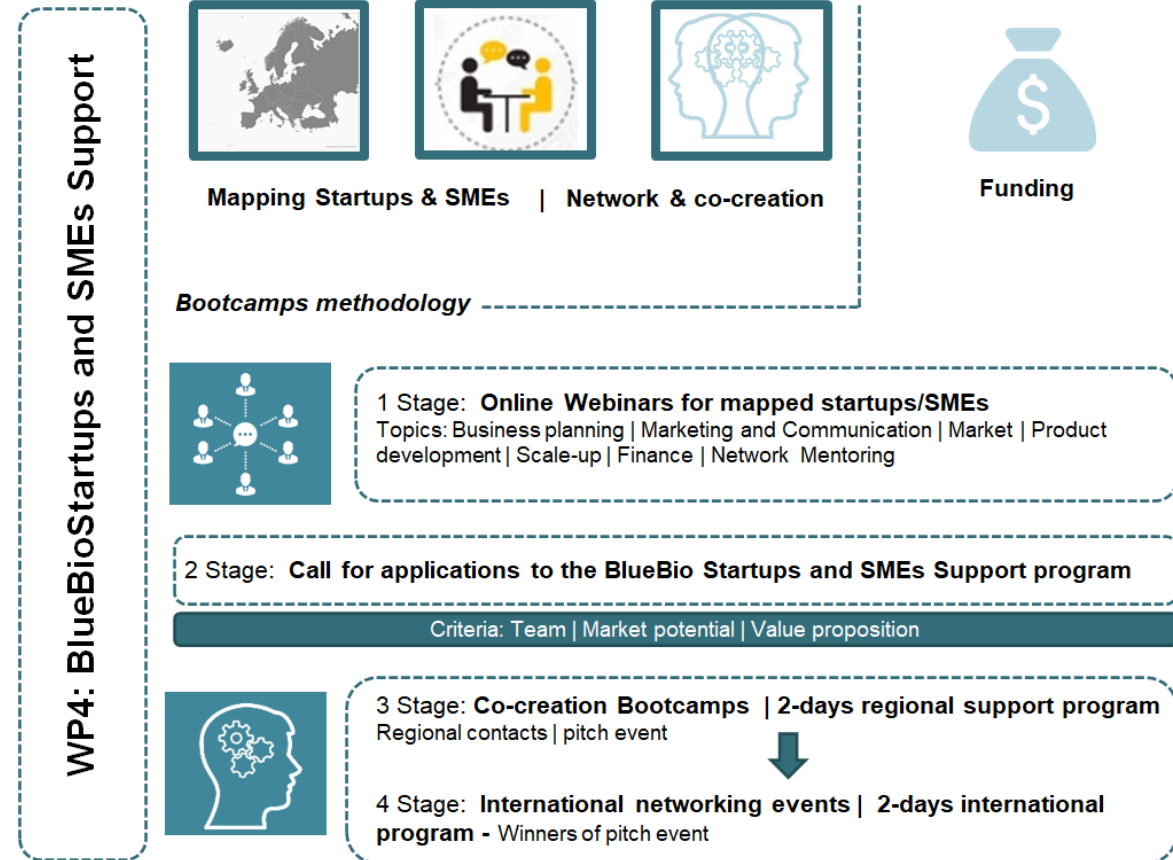 WP4: BlueBioStartups and SMEs Support
Mapping Startups & SMEs | Network & co-creation
$
Funding
Bootcamps methodology
1 Stage: Online Webinars for mapped startups/SMEs
Topics: Business planning | Marketing and Communication | Market | Product
development | Scale-up | Finance | Network Mentoring
2 Stage: Call for applications to the BlueBio Startups and SMEs Support program
Criteria: Team | Market potential | Value proposition
3 Stage: Co-creation Bootcamps | 2-days regional support program
Regional contacts | pitch event
4 Stage: International networking events | 2-days international
program - Winners of pitch event